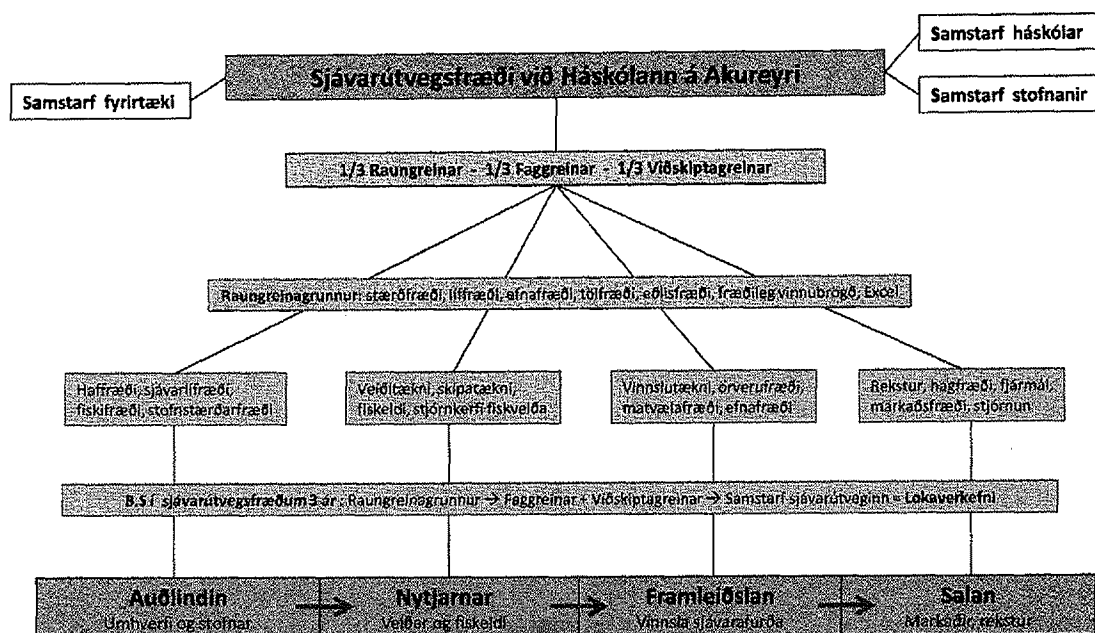 Samstarf háskólar
Sjávarútvegsfræði við Háskólann á Akureyri
Samstarf fyrirtæki
Samstarf stofnanir
1/3 Raungreinar - 1/3 Faggreinar - 1/3 Viðskiptagreinar
Raungreinagrunnur: stærðfræði, líffræði, efnafræði, tölfræði, eðlisfræði, fræðileg vinnubrögð, Excel
Haffræði, sjávarlífræði,
fiskifræði, stofnstærðarfræði
Veiðitækni, skipatækni,
fiskeldi, stjórnkerfi fiskveiða
Vinnslutækni, örverufræði,
matvælafræði, efnafræði
Rekstur, hagfræði, fjármál,
markaðsfræði, stjórnun
B.S í sjávarútvegsfræðum 3 ár: Raungreinagrunnur → Faggreinar + Viðskiptagreinar → Samstarf sjávarútveginn = Lokaverkefni
Auðlindin → Nytjarnar → Framleiðslan → Salan
Umhverfi og stofnar Veiðar og fiskeldi Vinnsla sjávarafurða Markaðir, rekstur